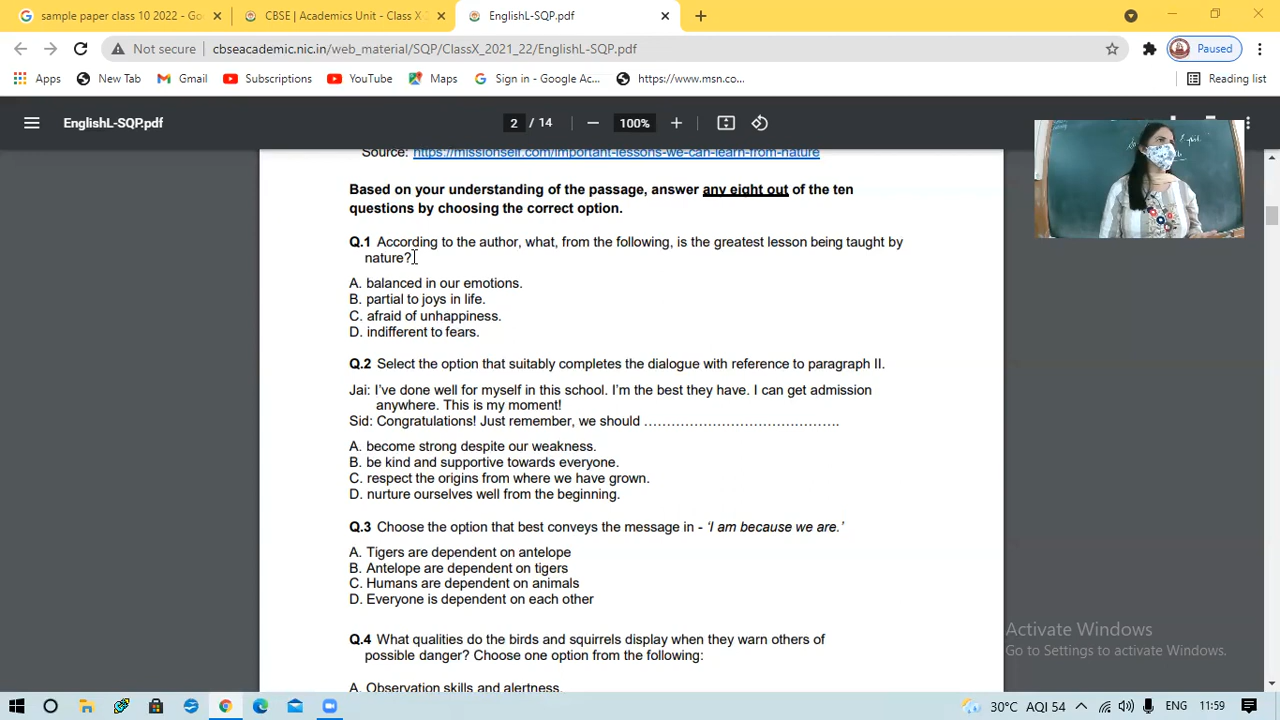 sample paper class 10 2022 - Go
CBSE | Academics Unit - Class X
EnglishL-SQP.pdf
Not secure
cbseacademic.nic.in/web_material/SQP/ClassX_2021_22/EnglishL-SQP.pdf
Paused
Apps
New Tab
Gmail
Subscriptions
YouTube
Maps
Sign in - Google Ac...
https://www.msn.co...
Reading list
EnglishL-SQP.pdf
2 / 14
100%
Source: https://missionself.com/important-lessons-we-can-learn-from-nature
Based on your understanding of the passage, answer any eight out of the ten
questions by choosing the correct option.
Q.1 According to the author, what, from the following, is the greatest lesson being taught by
nature?
A. balanced in our emotions.
B. partial to joys in life.
C. afraid of unhappiness.
D. indifferent to fears.
Q.2 Select the option that suitably completes the dialogue with reference to paragraph II.
Jai: I’ve done well for myself in this school. I’m the best they have. I can get admission
anywhere. This is my moment!
Sid: Congratulations! Just remember, we should …………………………………….
A. become strong despite our weakness.
B. be kind and supportive towards everyone.
C. respect the origins from where we have grown.
D. nurture ourselves well from the beginning.
Q.3 Choose the option that best conveys the message in - ‘I am because we are.’
A. Tigers are dependent on antelope
B. Antelope are dependent on tigers
C. Humans are dependent on animals
D. Everyone is dependent on each other
Q.4 What qualities do the birds and squirrels display when they warn others of
possible danger? Choose one option from the following:
A. Observation skills and alertness.
Activate Windows
Go to Settings to activate Windows.
30°C AQI 54
ENG
11:59